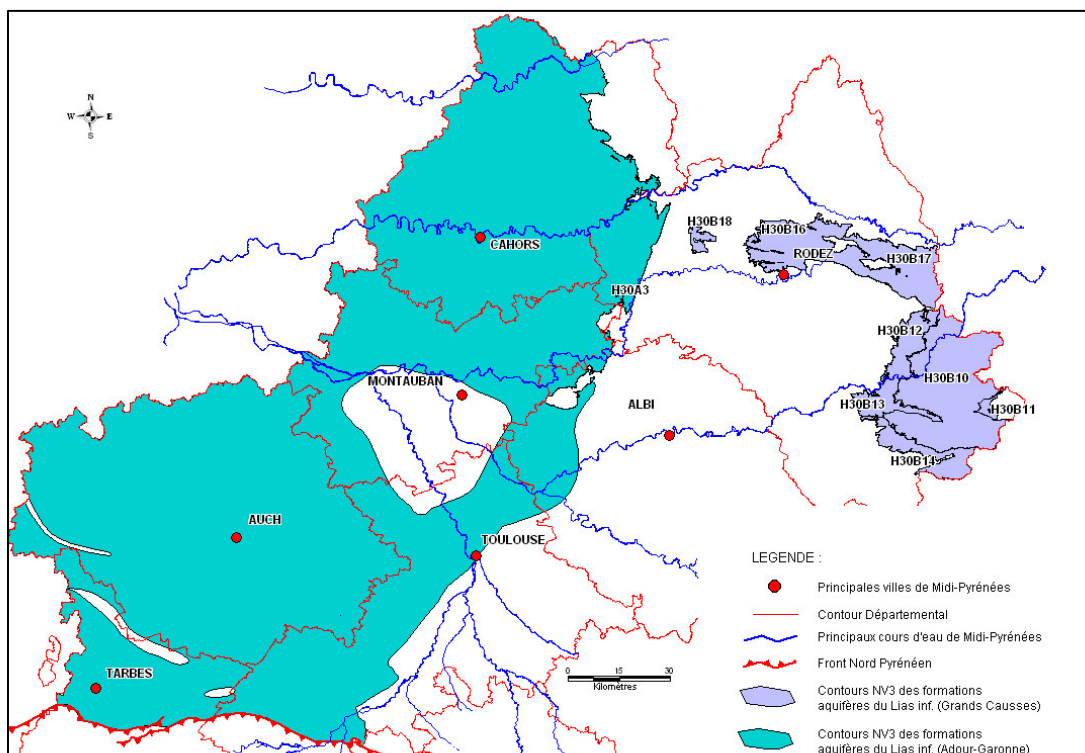 N
W E
S
H30B18
H30B16
CAHORS
RODEZ
H30B17
H30A3
H30B12
MONTAUBAN
H30B10
ALBI
H30B13
H30B11
H30B14
AUCH
TOULOUSE
TARBES
0 15 30
Kilomètres
LEGENDE :
Principales villes de Midi-Pyrénées
Contour Départemental
Principaux cours d'eau de Midi-Pyrénées
Front Nord Pyrénéen
Contours NV3 des formations
aquifères du Lias inf. (Grands Causses)
Contours NV3 des formations
aquifères du Lias inf. (Adour-Garonne)